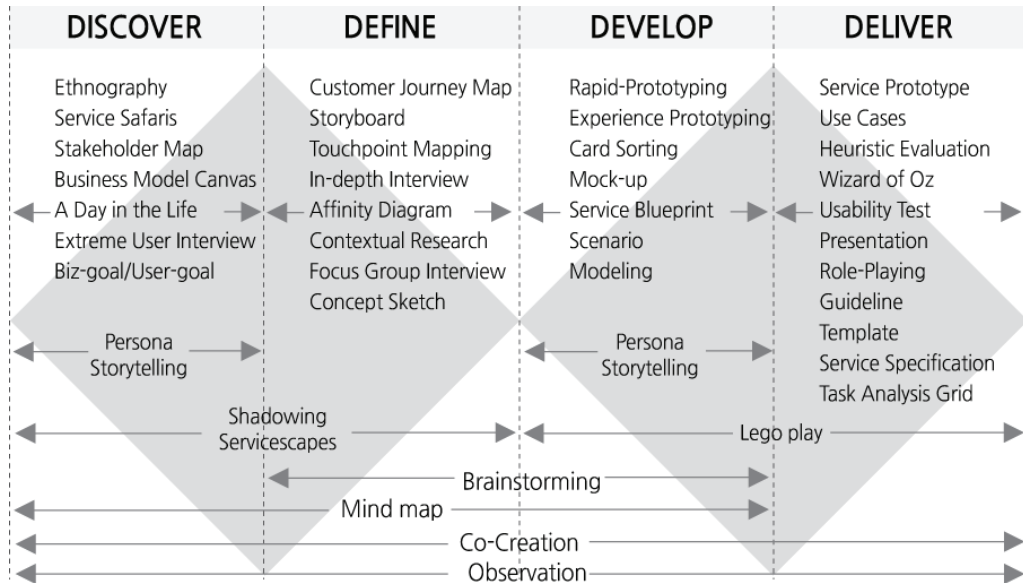 DISCOVER
DEFINE
DEVELOP
DELIVER
Ethnography
Service Safaris
Stakeholder Map
Business Model Canvas
A Day in the Life
Extreme User Interview
Biz-goal/User-goal
Customer Journey Map
Storyboard
Touchpoint Mapping
In-depth Interview
Affinity Diagram
Contextual Research
Focus Group Interview
Concept Sketch
Rapid-Prototyping
Experience Prototyping
Card Sorting
Mock-up
Service Blueprint
Scenario
Modeling
Service Prototype
Use Cases
Heuristic Evaluation
Wizard of Oz
Usability Test
Presentation
Role-Playing
Guideline
Template
Service Specification
Task Analysis Grid
Persona
Storytelling
Persona
Storytelling
Shadowing
Servicescapes
Lego play
Brainstorming
Mind map
Co-Creation
Observation